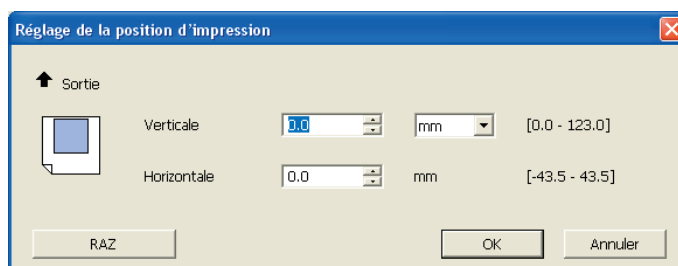 Réglage de la position d'impression
Sortie
Verticale 0.0 mm [0.0 - 123.0]
Horizontale 0.0 mm [-43.5 - 43.5]
RAZ OK Annuler